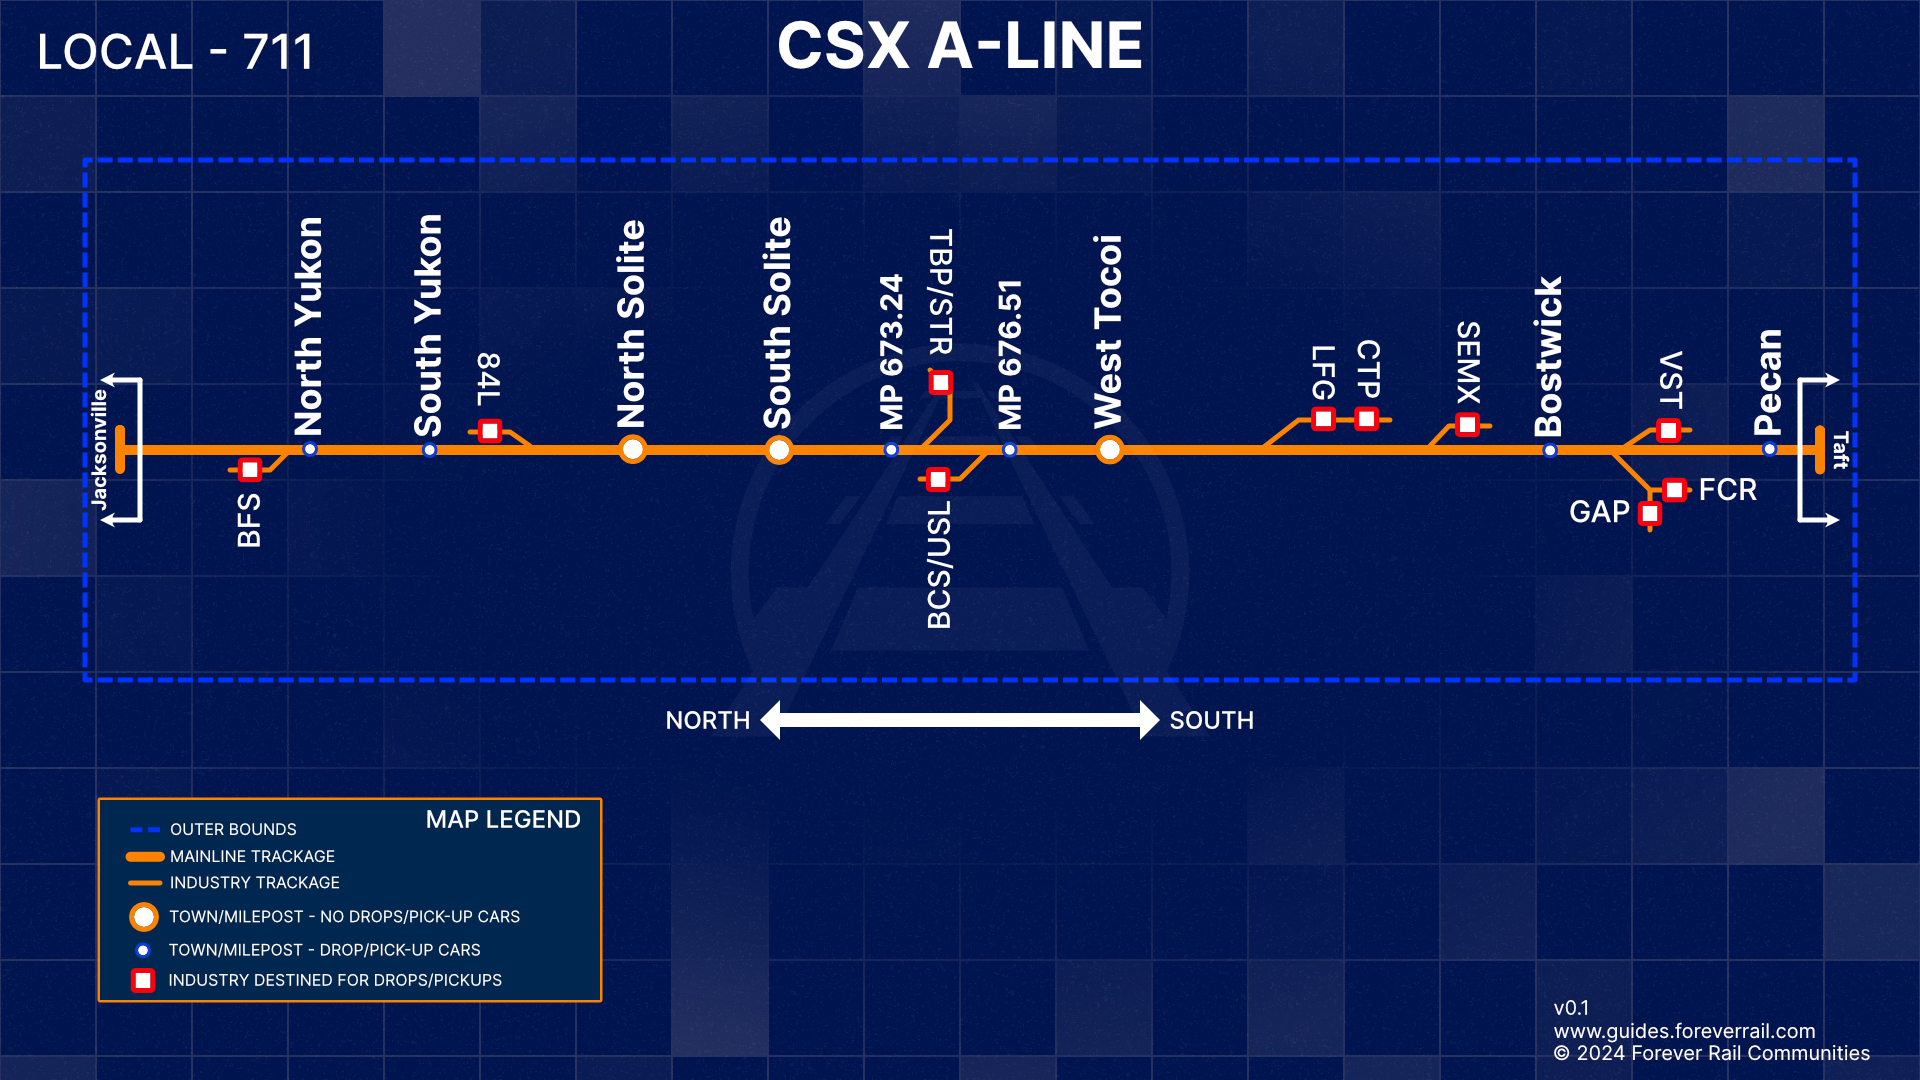 LOCAL - 711
CSX A-LINE
Jacksonville
BFS
North Yukon
South Yukon
84L
North Solite
South Solite
MP 673.24
TBP/STR
BCS/USL
MP 676.51
West Tocoi
LFG
CTP
SEMX
Bostwick
VST
GAP
FCR
Pecan
Taft
NORTH
SOUTH
MAP LEGEND
OUTER BOUNDS
MAINLINE TRACKAGE
INDUSTRY TRACKAGE
TOWN/MILEPOST - NO DROPS/PICK-UP CARS
TOWN/MILEPOST - DROP/PICK-UP CARS
INDUSTRY DESTINED FOR DROPS/PICKUPS
v0.1
www.guides.foreverrail.com
© 2024 Forever Rail Communities